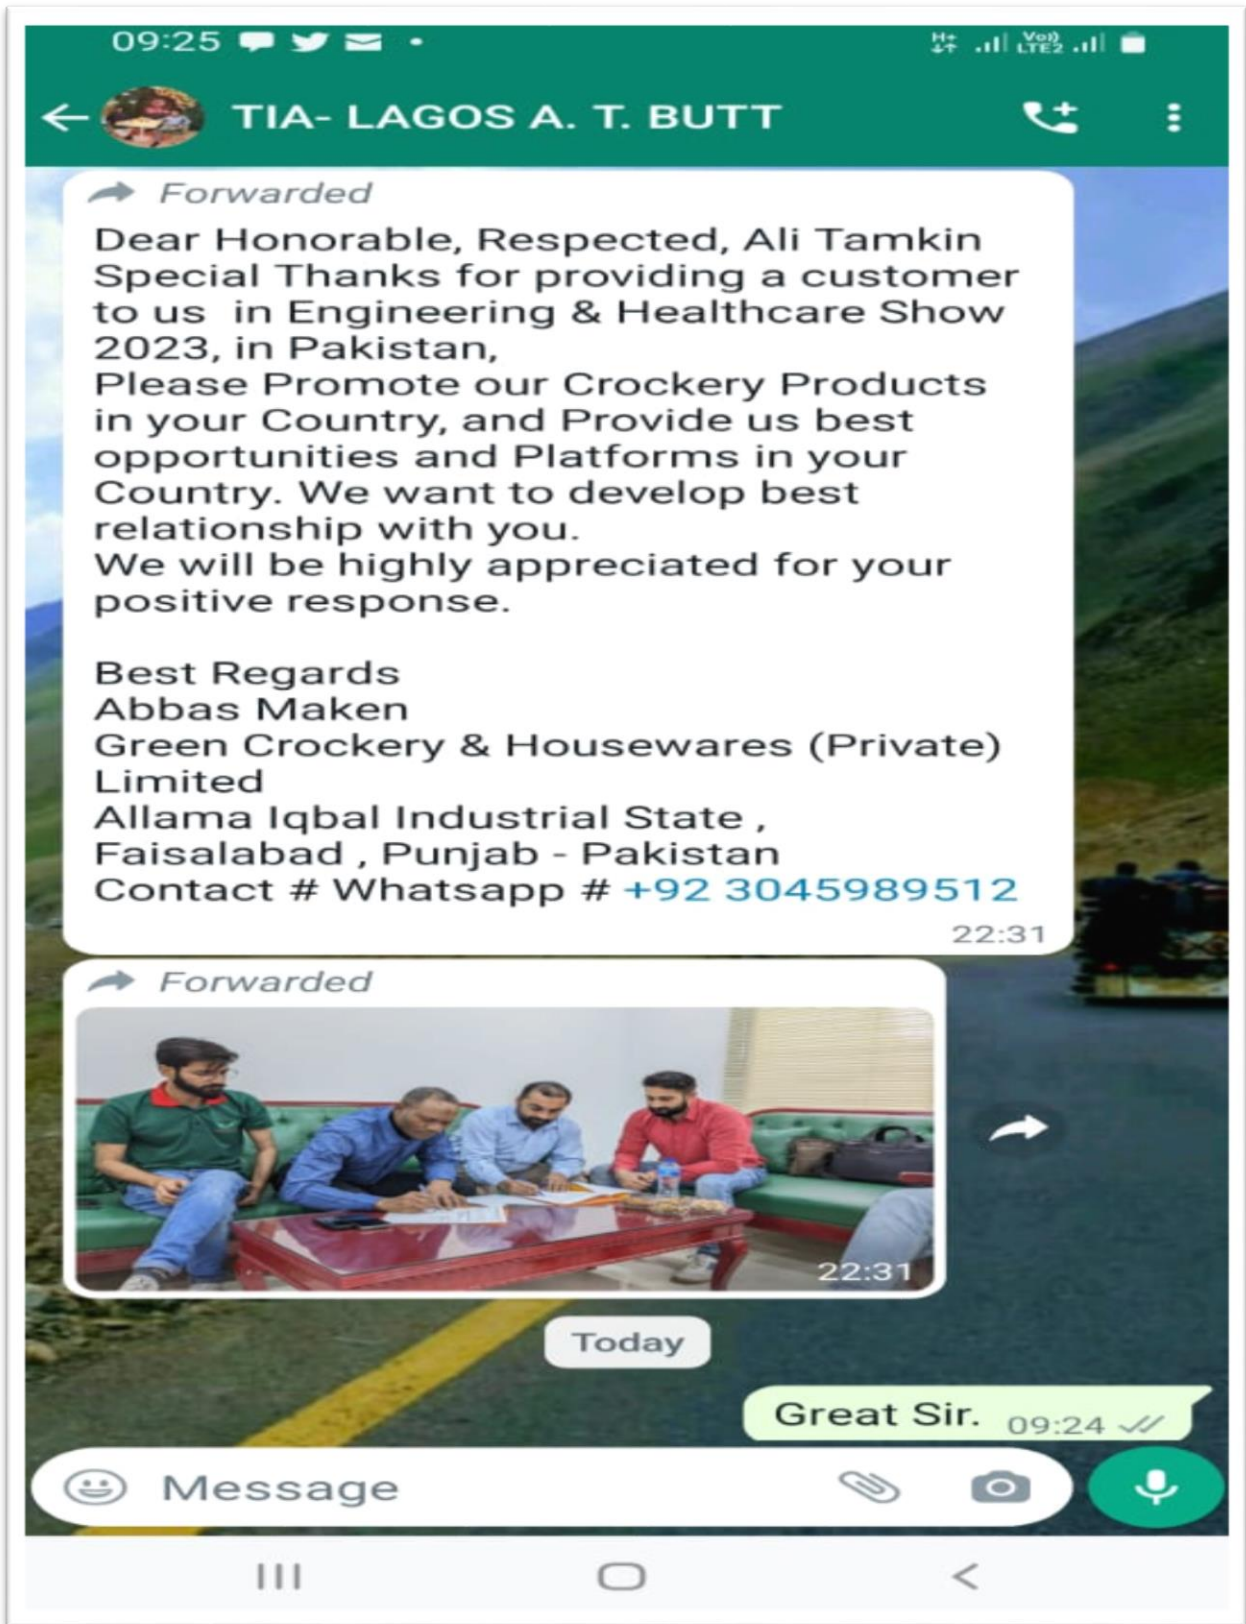 09:25
H+ Vo)) LTE2
TIA- LAGOS A. T. BUTT
Forwarded
Dear Honorable, Respected, Ali Tamkin
Special Thanks for providing a customer
to us in Engineering & Healthcare Show
2023, in Pakistan,
Please Promote our Crockery Products
in your Country, and Provide us best
opportunities and Platforms in your
Country. We want to develop best
relationship with you.
We will be highly appreciated for your
positive response.
Best Regards
Abbas Maken
Green Crockery & Housewares (Private)
Limited
Allama Iqbal Industrial State ,
Faisalabad , Punjab - Pakistan
Contact # Whatsapp # +92 3045989512
22:31
Forwarded
22:31
Today
Great Sir. 09:24
Message